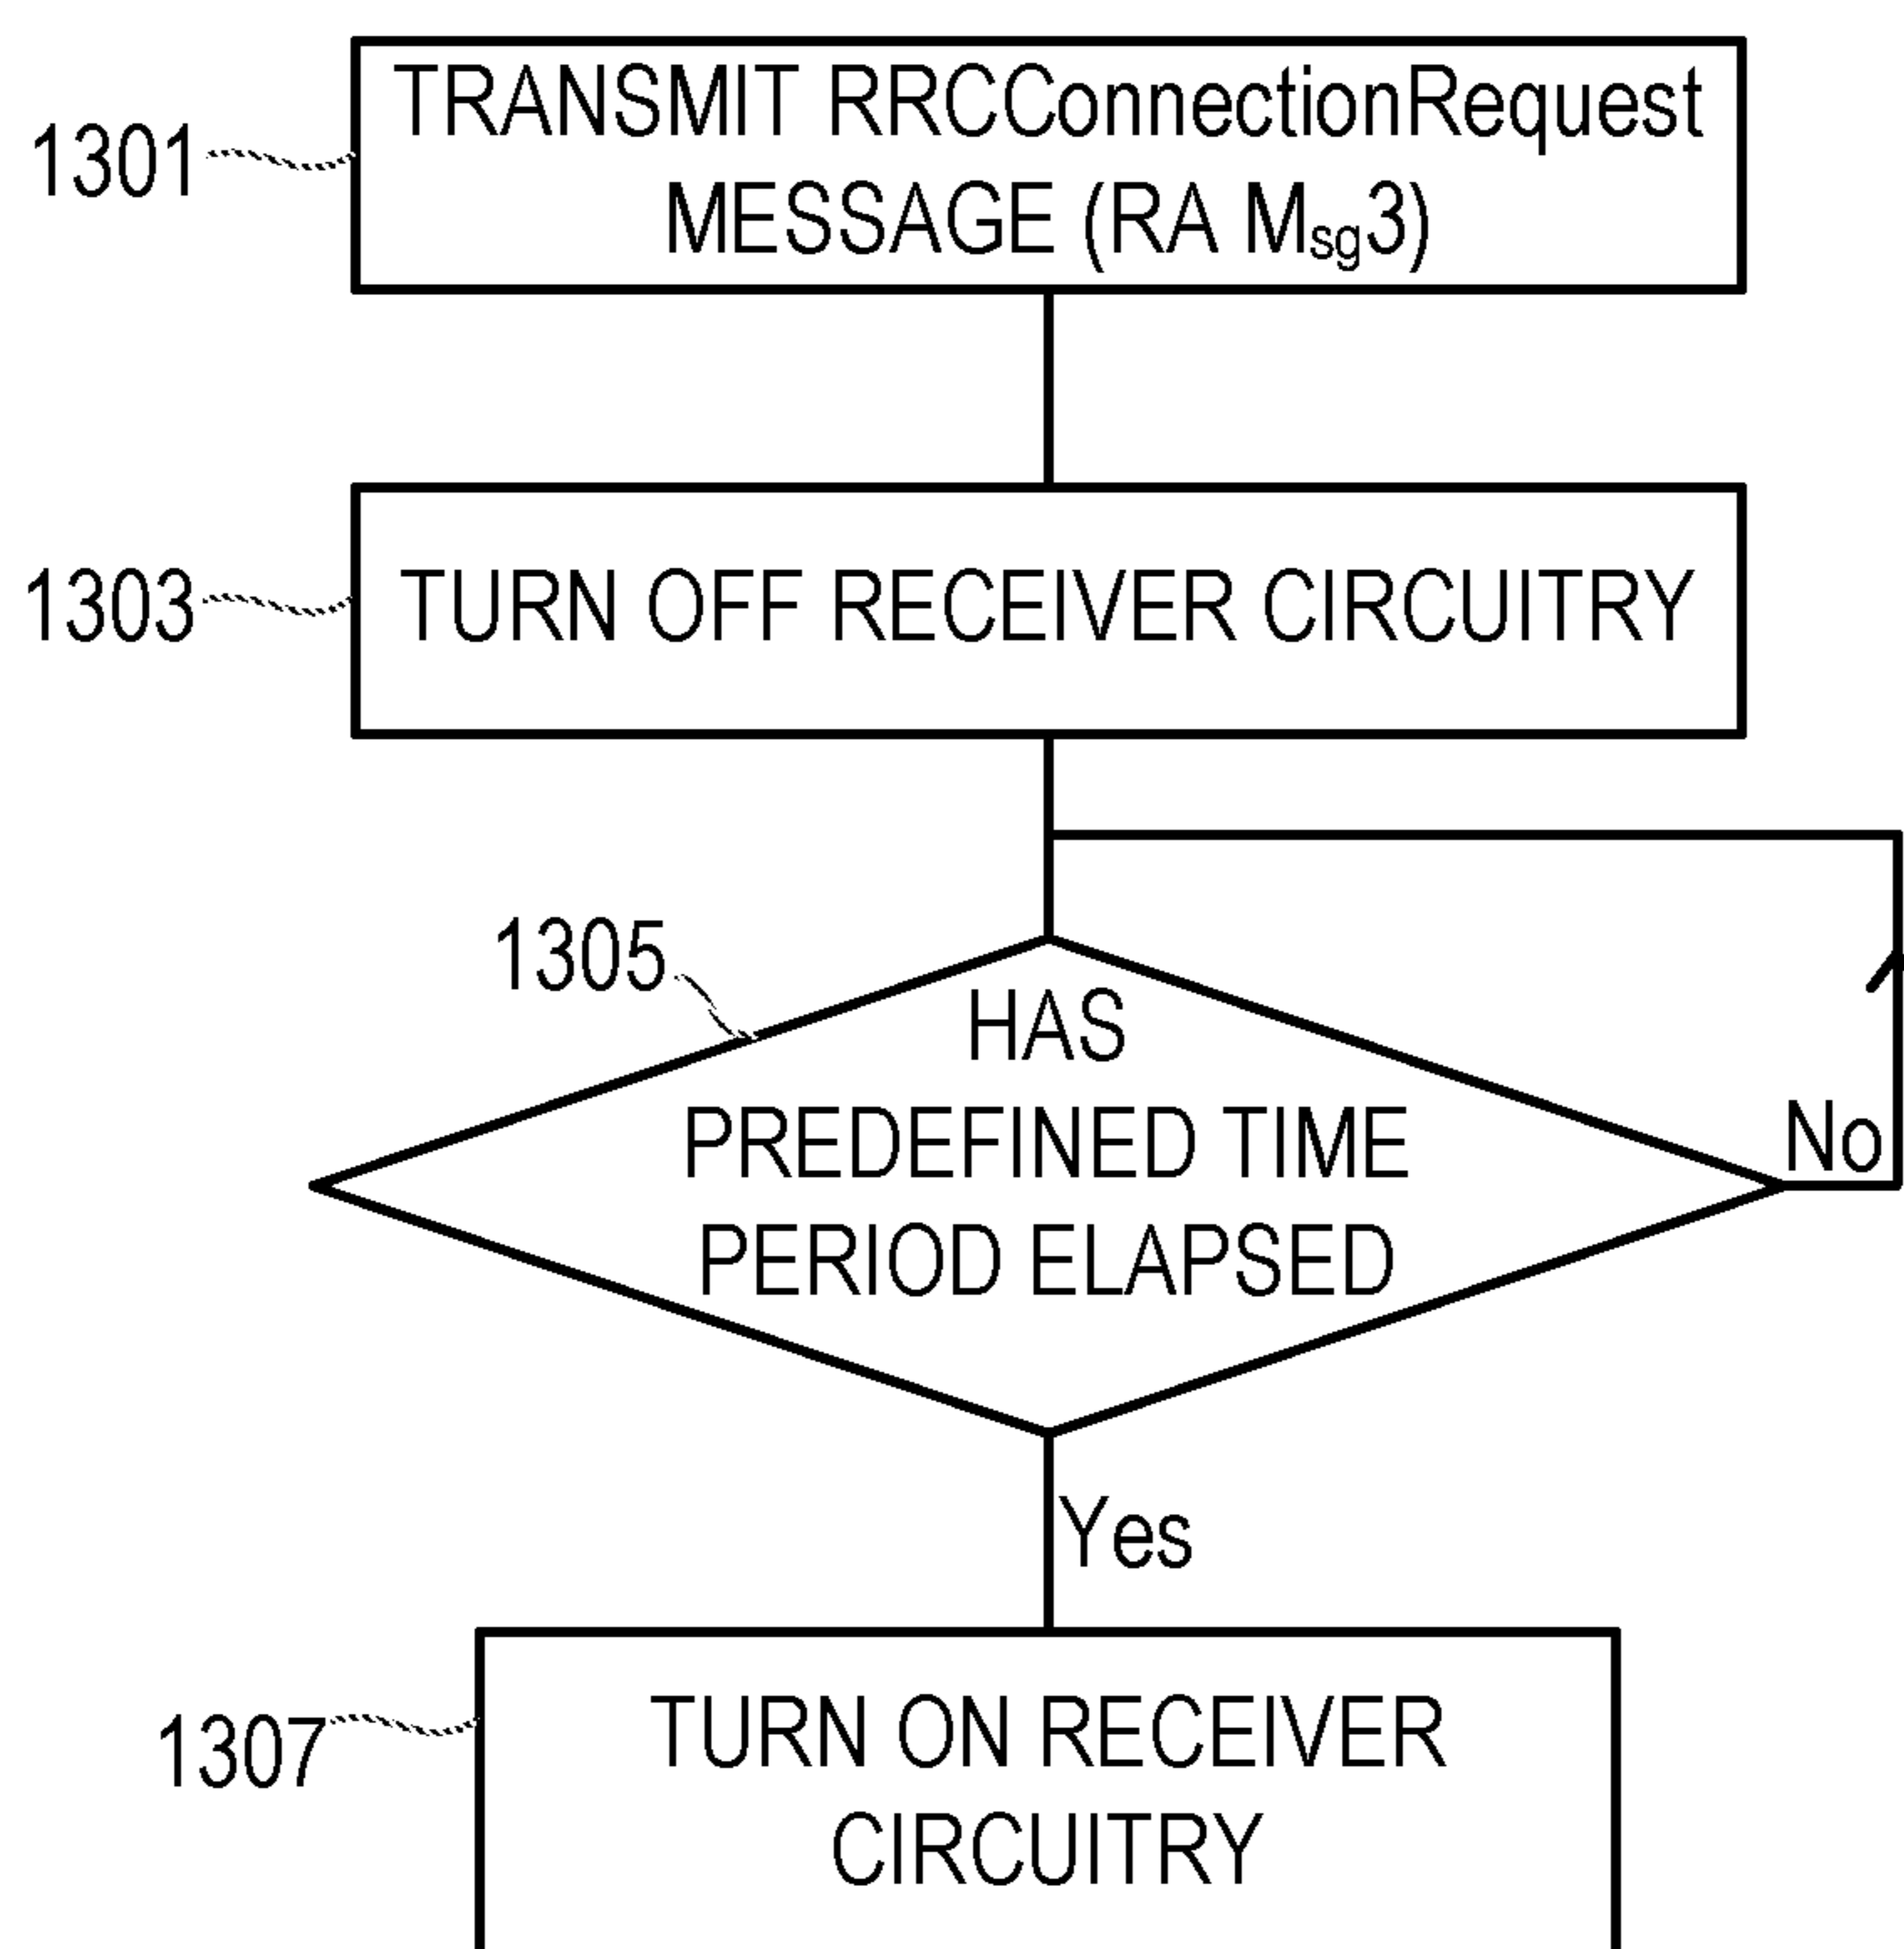 TRANSMIT RRCConnectionRequest
1301
MESSAGE (RA Msg3)
1303
TURN OFF RECEIVER CIRCUITRY
1305
HAS
PREDEFINED TIME
No
PERIOD ELAPSED
Yes
1307
TURN ON RECEIVER
CIRCUITRY